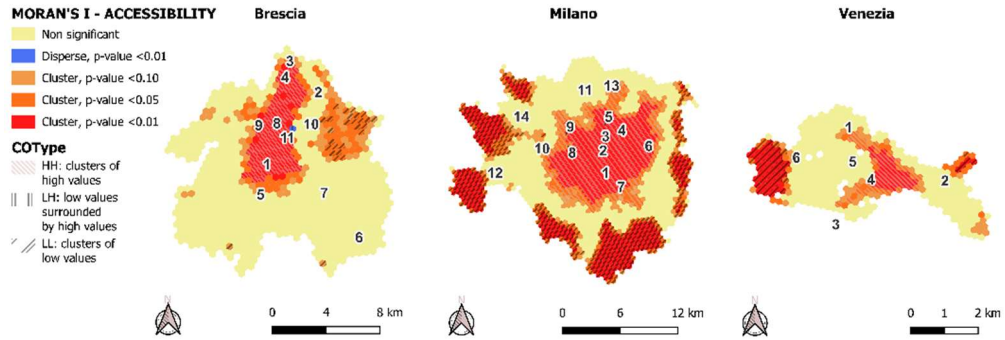 MORAN'S I - ACCESSIBILITY
Non significant
Disperse, p-value <0.01
Cluster, p-value <0.10
Cluster, p-value <0.05
Cluster, p-value <0.01
COType
HH: clusters of
high values
LH: low values
surrounded
by high values
LL: clusters of
low values
Brescia
3
4
2
9 8 10
11
1
5
7
6
N
0 4 8 km
Milano
11 13
14
5
9 4
3
10 8 2 6
12
1
7
N
0 6 12 km
Venezia
1
6 5
4 2
3
N
0 1 2 km